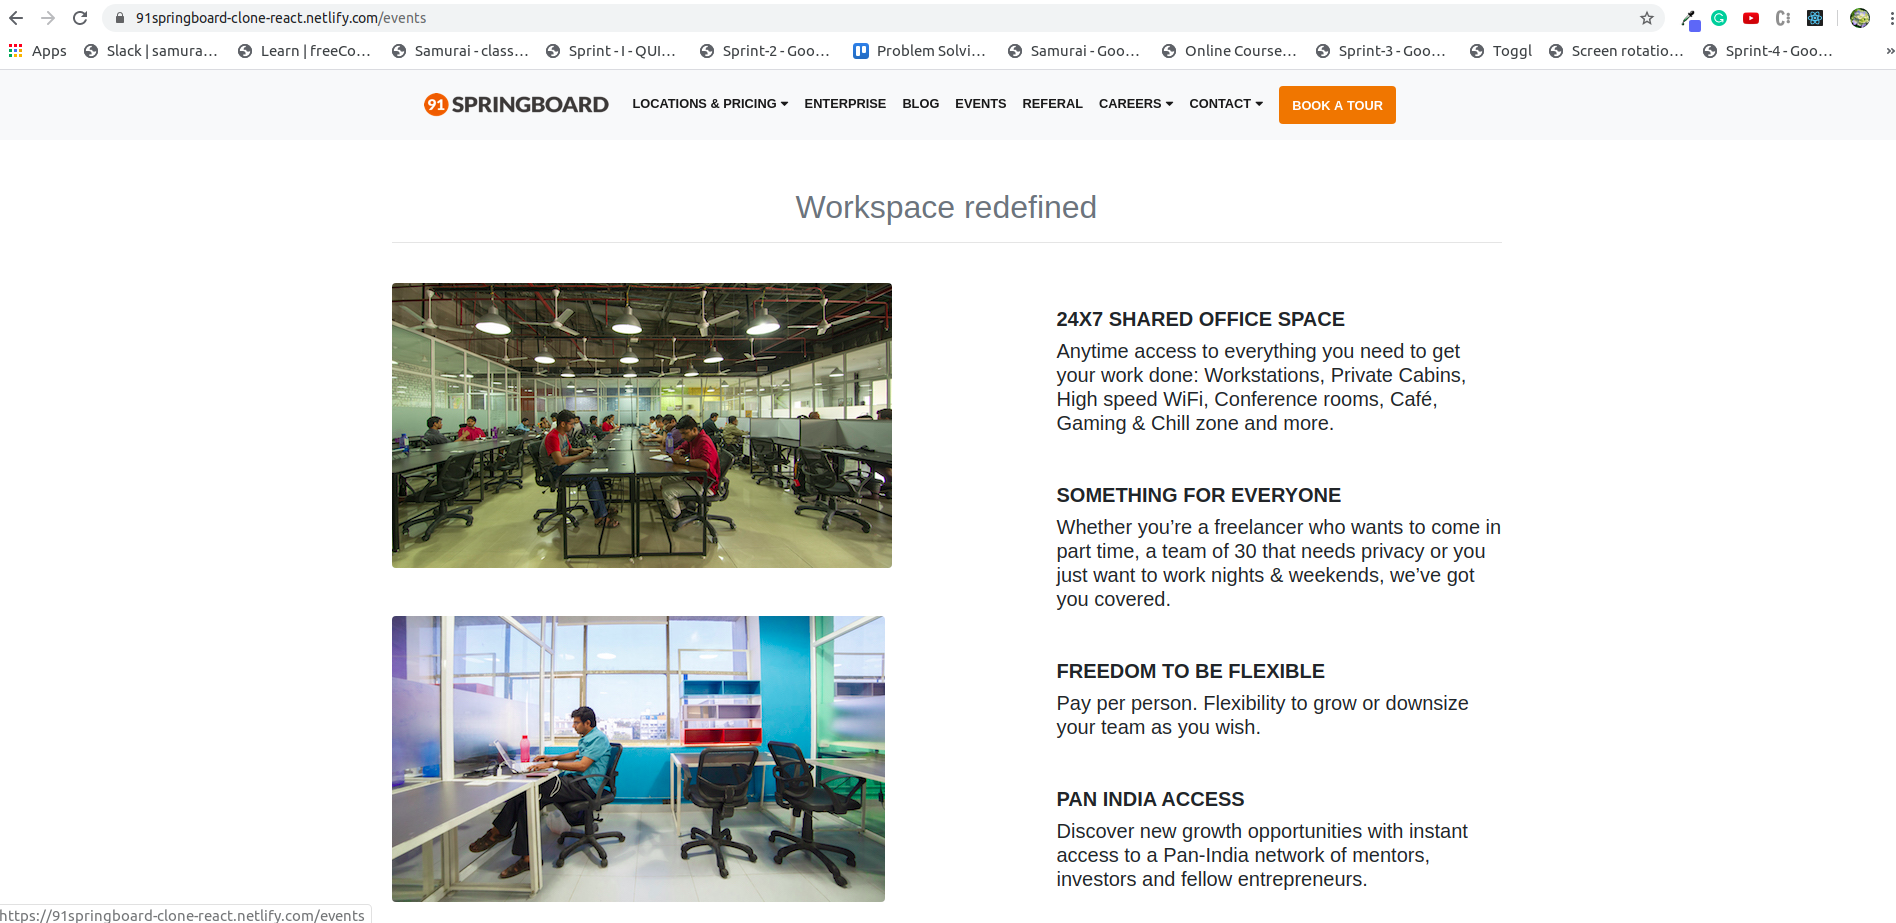 91springboard-clone-react.netlify.com/events
Apps Slack | samura... Learn | freeCo... Samurai - class... Sprint - I - QUI... Sprint-2 - Goo... Problem Solvi... Samurai - Goo... Online Course... Sprint-3 - Goo... Toggl Screen rotatio... Sprint-4 - Goo... »
91 SPRINGBOARD LOCATIONS & PRICING ENTERPRISE BLOG EVENTS REFERAL CAREERS CONTACT BOOK A TOUR
Workspace redefined
24X7 SHARED OFFICE SPACE
Anytime access to everything you need to get
your work done: Workstations, Private Cabins,
High speed WiFi, Conference rooms, Café,
Gaming & Chill zone and more.
SOMETHING FOR EVERYONE
Whether you’re a freelancer who wants to come in
part time, a team of 30 that needs privacy or you
just want to work nights & weekends, we’ve got
you covered.
FREEDOM TO BE FLEXIBLE
Pay per person. Flexibility to grow or downsize
your team as you wish.
PAN INDIA ACCESS
Discover new growth opportunities with instant
access to a Pan-India network of mentors,
investors and fellow entrepreneurs.
https://91springboard-clone-react.netlify.com/events